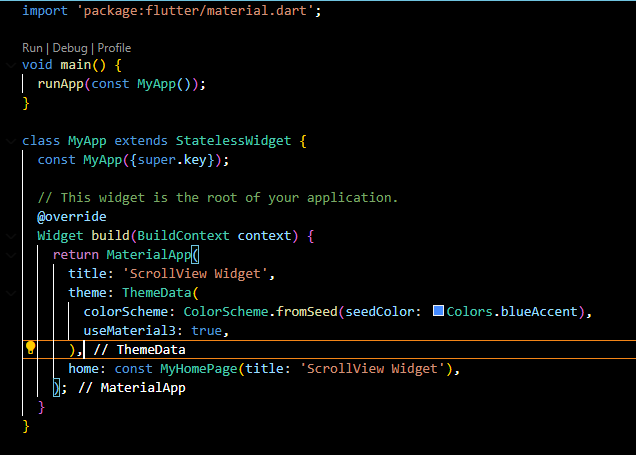 import 'package:flutter/material.dart';
Run | Debug | Profile
void main() {
  runApp(const MyApp());
}
class MyApp extends StatelessWidget {
  const MyApp({super.key});
  // This widget is the root of your application.
  @override
  Widget build(BuildContext context) {
    return MaterialApp(
      title: 'ScrollView Widget',
      theme: ThemeData(
        colorScheme: ColorScheme.fromSeed(seedColor: Colors.blueAccent),
        useMaterial3: true,
      ), // ThemeData
      home: const MyHomePage(title: 'ScrollView Widget'),
    ); // MaterialApp
  }
}